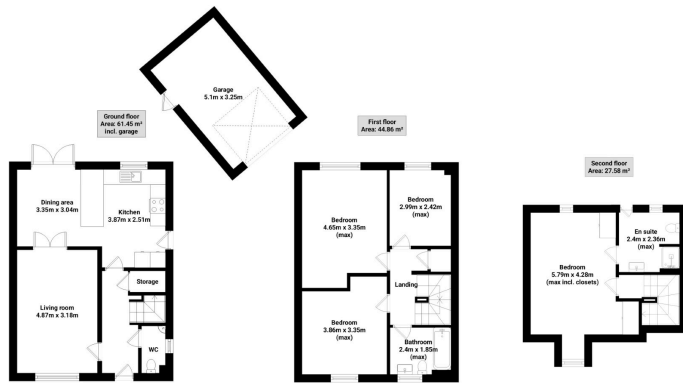 Garage
5.1m x 3.25m
Ground floor
Area: 61.45 m²
incl. garage
Dining area
3.35m x 3.04m
Kitchen
3.87m x 2.51m
Storage
Living room
4.87m x 3.18m
WC
First floor
Area: 44.86 m²
Bedroom
4.65m x 3.35m
(max)
Bedroom
2.99m x 2.42m
(max)
Landing
Bedroom
3.86m x 3.35m
(max)
Bathroom
2.4m x 1.85m
(max)
Second floor
Area: 27.58 m²
En suite
2.4m x 2.36m
(max)
Bedroom
5.79m x 4.28m
(max incl. closets)